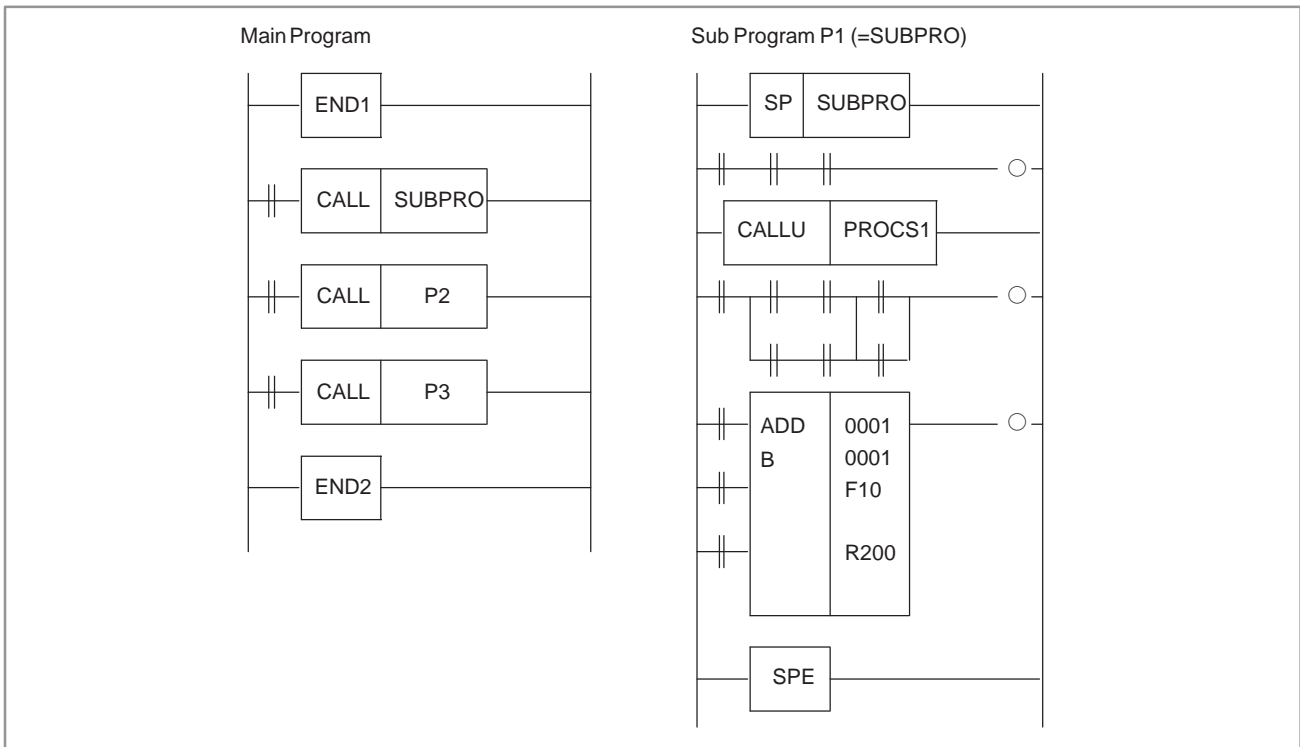 Main Program
END1
CALL SUBPRO
CALL P2
CALL P3
END2
Sub Program P1 (=SUBPRO)
SP SUBPRO
CALLU PROCS1
ADD 0001
B 0001
F10
R200
SPE